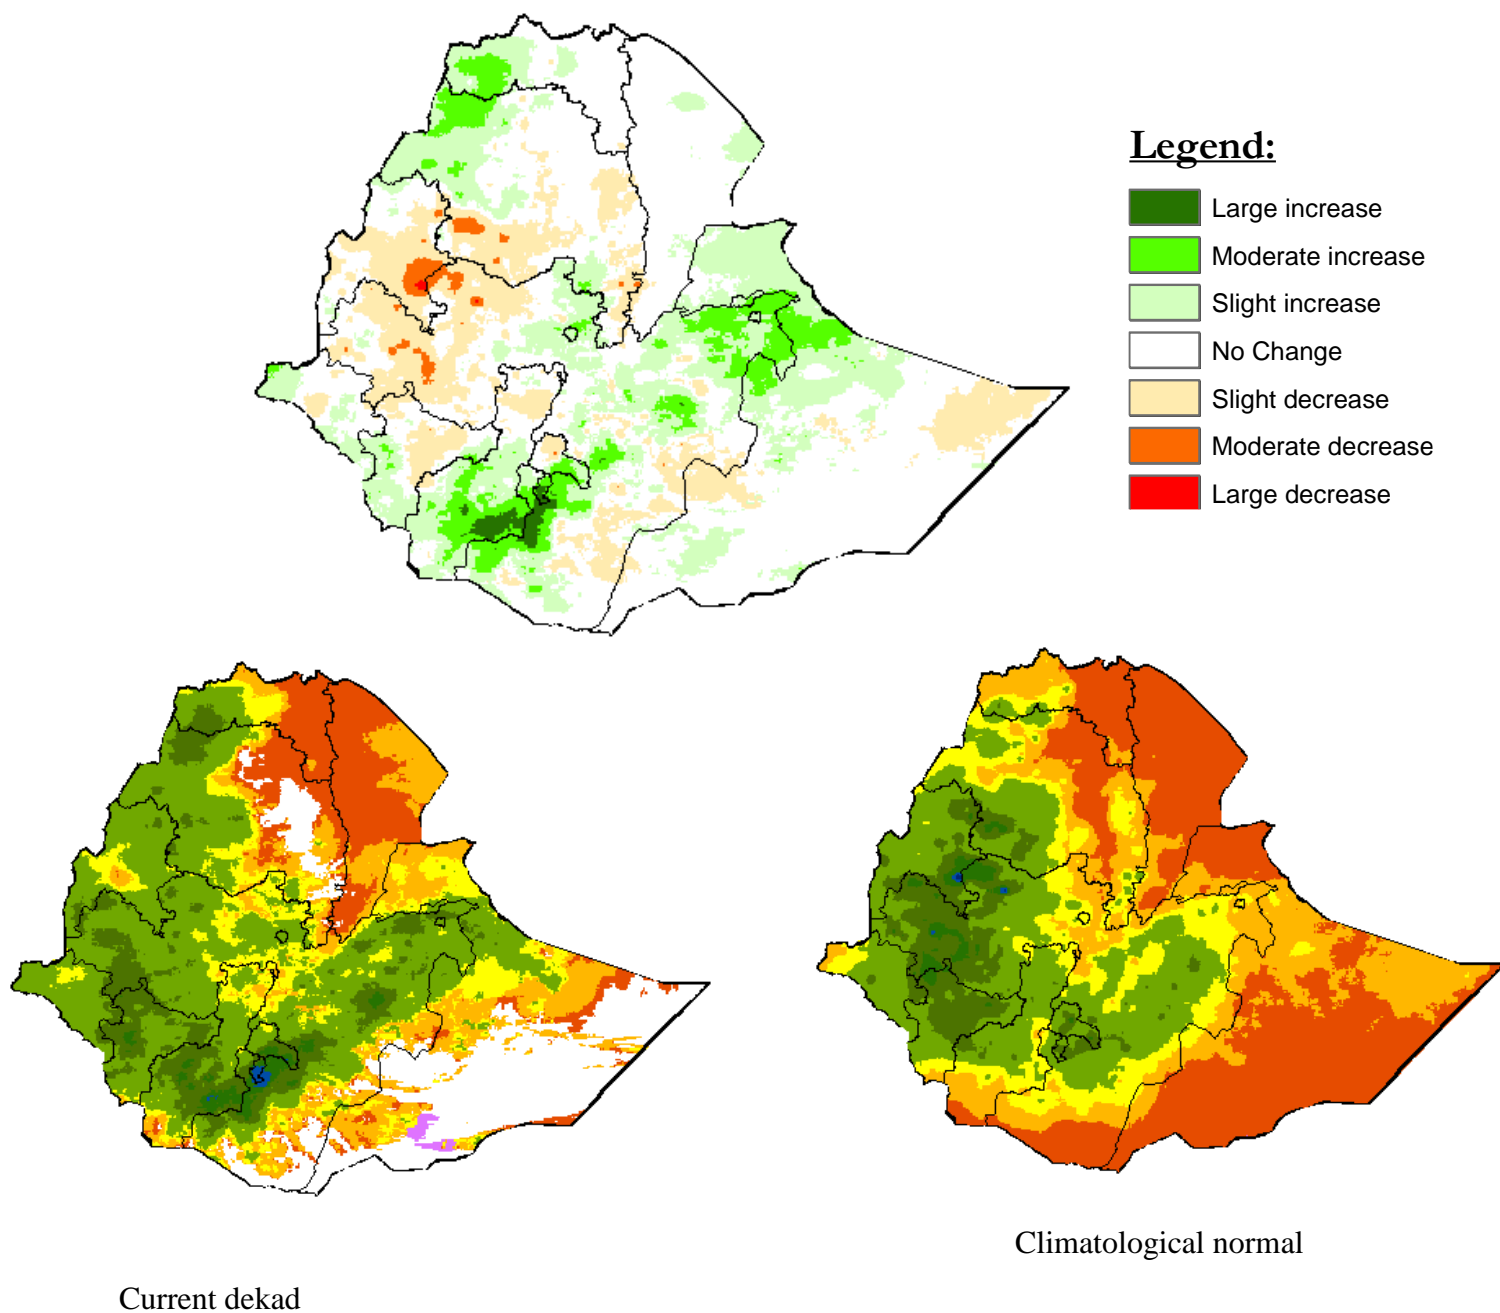 Legend:
Large increase
Moderate increase
Slight increase
No Change
Slight decrease
Moderate decrease
Large decrease
Climatological normal
Current dekad